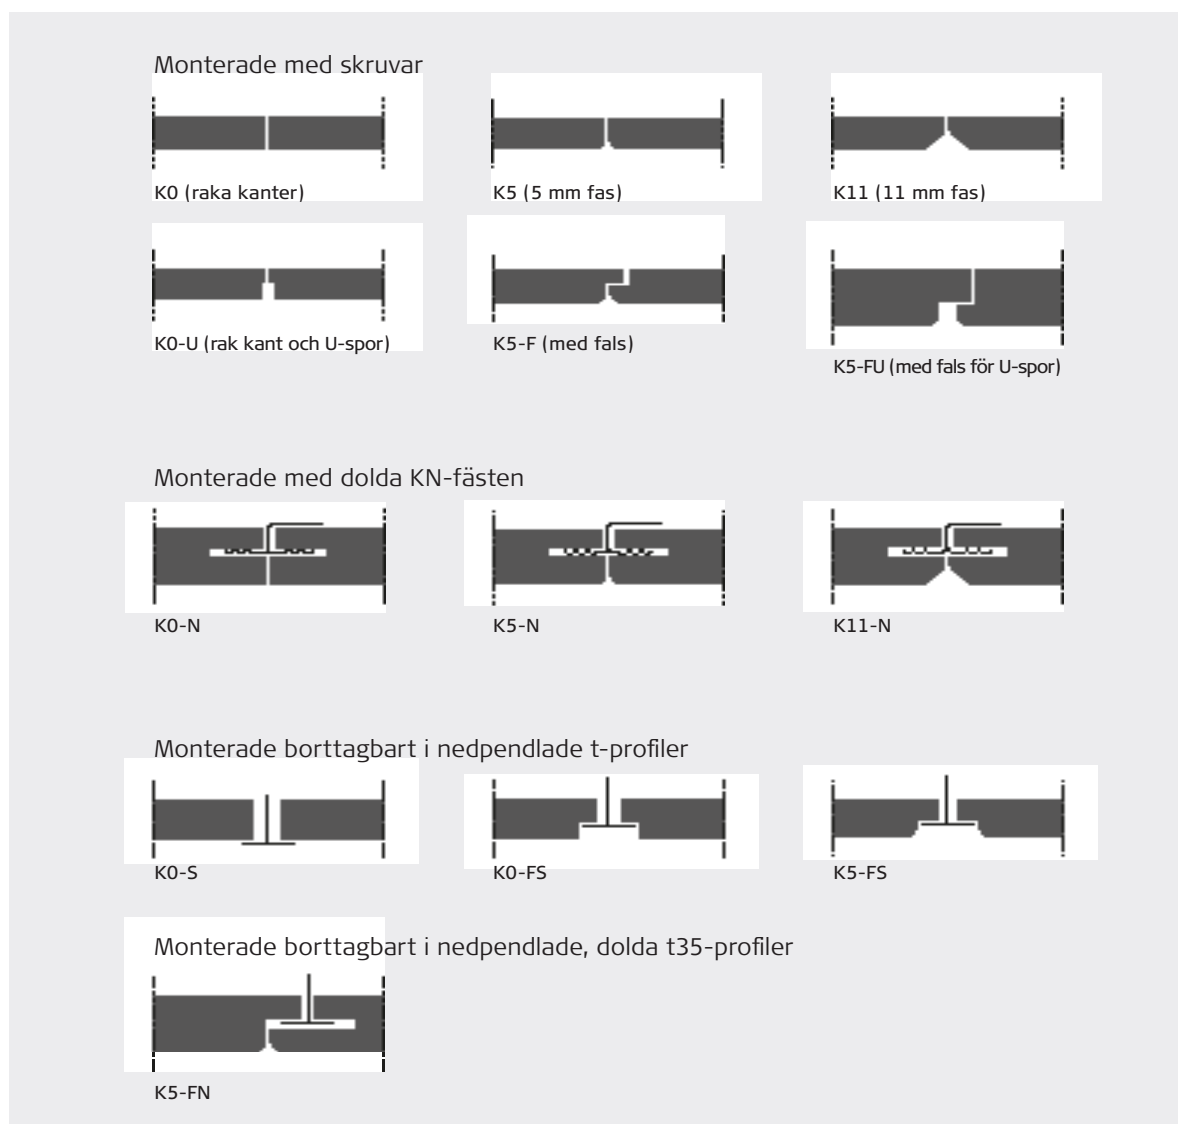 Monterade med skruvar
K0 (raka kanter)
K5 (5 mm fas)
K11 (11 mm fas)
K0-U (rak kant och U-spor)
K5-F (med fals)
K5-FU (med fals för U-spor)
Monterade med dolda KN-fästen
K0-N
K5-N
K11-N
Monterade borttagbart i nedpendlade t-profiler
K0-S
K0-FS
K5-FS
Monterade borttagbart i nedpendlade, dolda t35-profiler
K5-FN